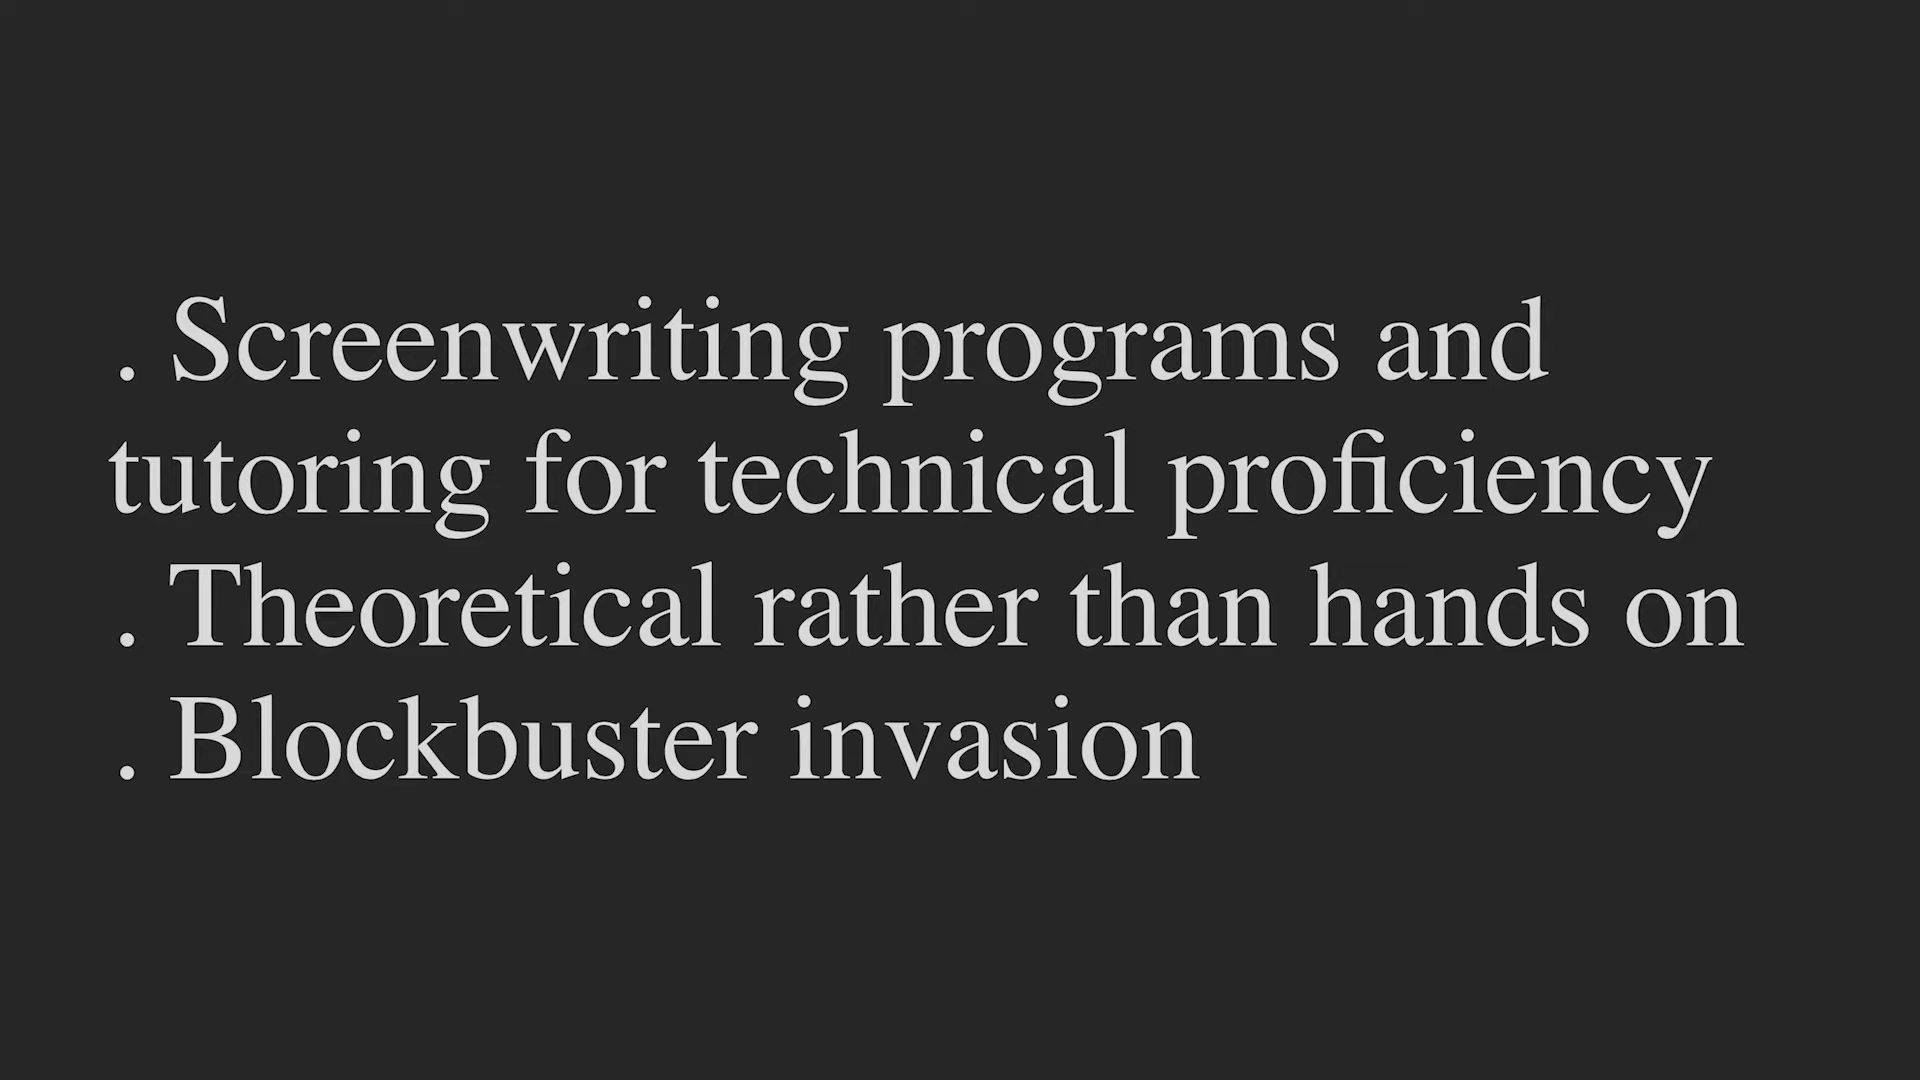 . Screenwriting programs and
tutoring for technical proficiency
. Theoretical rather than hands on
. Blockbuster invasion